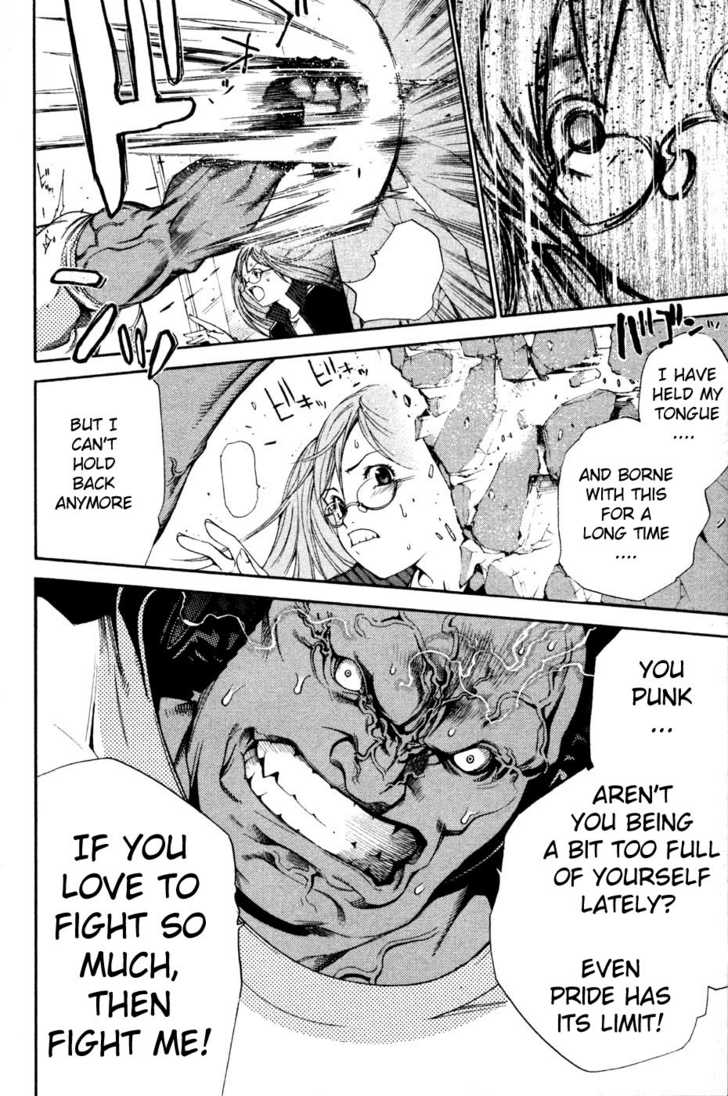 I HAVE
HELD MY
TONGUE
....
AND BORNE
WITH THIS
FOR A
LONG TIME
....
BUT I
CAN'T
HOLD
BACK
ANYMORE
YOU
PUNK
...
AREN'T
YOU BEING
A BIT TOO FULL
OF YOURSELF
LATELY?
EVEN
PRIDE HAS
ITS LIMIT!
IF YOU
LOVE TO
FIGHT SO
MUCH,
THEN
FIGHT ME!